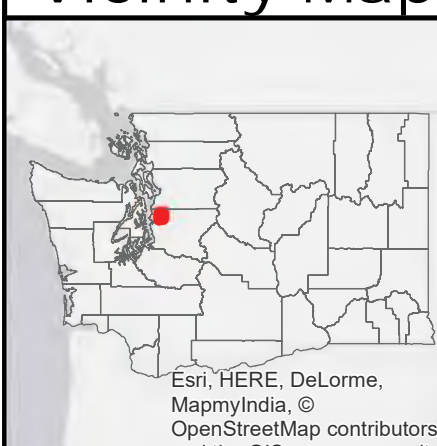 Vicinity Map
Esri, HERE, DeLorme,
MapmyIndia, ©
OpenStreetMap contributors